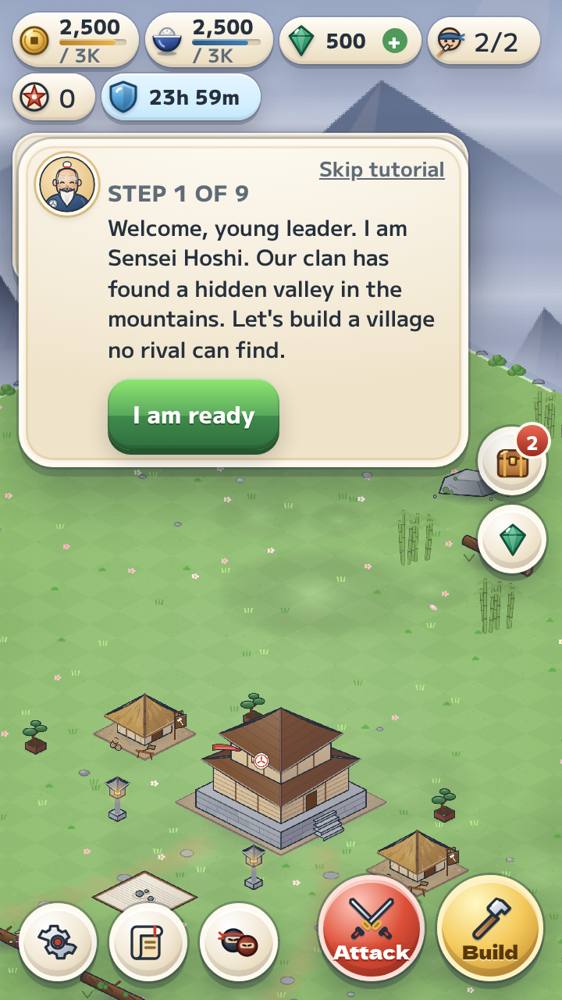 2,500
/ 3K
2,500
/ 3K
500
+
2/2
0
23h 59m
Skip tutorial
STEP 1 OF 9
Welcome, young leader. I am
Sensei Hoshi. Our clan has
found a hidden valley in the
mountains. Let's build a village
no rival can find.
I am ready
2
Attack
Build